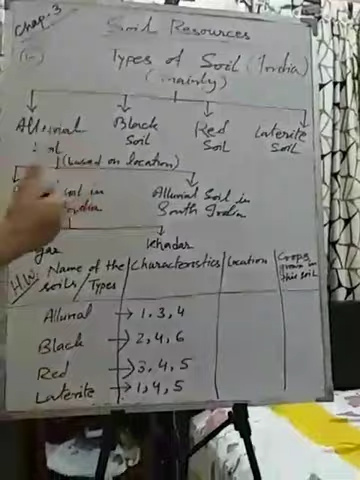 Chap. 3
Soil Resources
Types of Soil (India)
(mainly)
Alluvial
Black Soil
Red Soil
Laterite Soil
(based on location)
Soil in
Alluvial Soil in South India
Khadar
H.W.
Name of the soils / Types
Characteristics
Location
Crops grown in this soil
Alluvial → 1, 3, 4
Black → 2, 4, 6
Red → 3, 4, 5
Laterite → 1, 4, 5